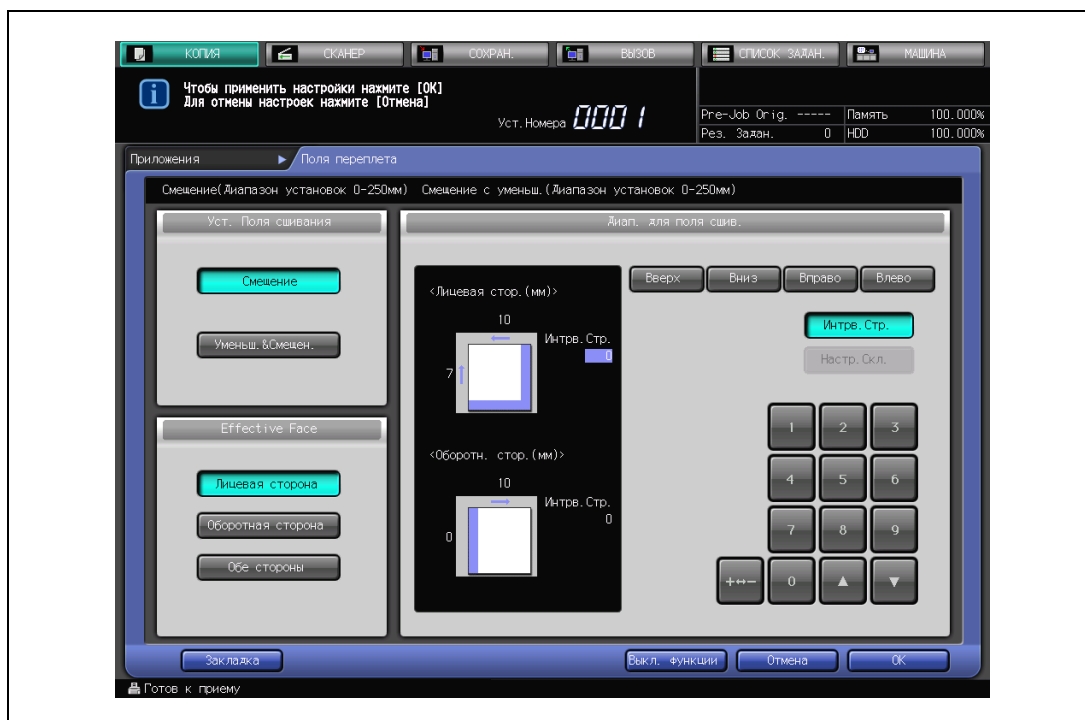 КОПИЯ СКАНЕР СОХРАН. ВЫЗОВ СПИСОК ЗАДАН. МАШИНА
Чтобы применить настройки нажмите [OK]
Для отмены настроек нажмите [Отмена]
Уст.Номера 0001
Pre-Job Orig. ----- Память 100.000%
Рез. Задан. 0 HDD 100.000%
Приложения ▶ Поля переплета
Смещение(Диапазон установок 0-250мм) Смещение с уменьш.(Диапазон установок 0-250мм)
Уст. Поля сшивания
Смещение
Уменьш.&Смещен.
Effective Face
Лицевая сторона
Оборотная сторона
Обе стороны
Диап. для поля сшив.
<Лицевая стор.(мм)>
10
Интрв.Стр.
0
7
<Оборотн. стор.(мм)>
10
Интрв.Стр.
0
0
Вверх Вниз Вправо Влево
Интрв.Стр.
Настр.Скл.
1 2 3
4 5 6
7 8 9
+↔− 0 ▲ ▼
Закладка Выкл. функции Отмена OK
Готов к приему